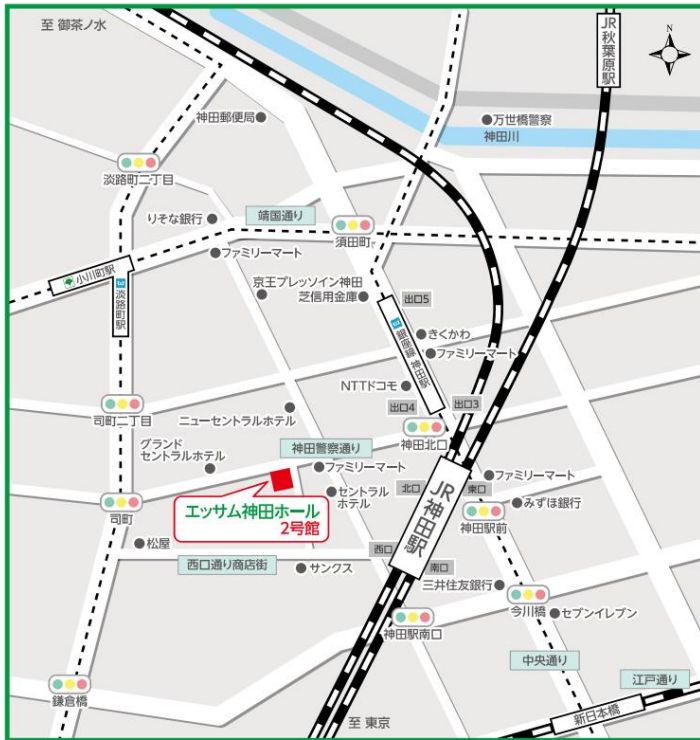 至 御茶ノ水
JR秋葉原駅
N
神田郵便局
万世橋警察
神田川
淡路町二丁目
りそな銀行
靖国通り
須田町
ファミリーマート
小川町駅
淡路町駅
京王プレッソイン神田
芝信用金庫
出口5
きくかわ
銀座線 神田駅
ファミリーマート
NTTドコモ
出口4
出口3
司町二丁目
ニューセントラルホテル
神田北口
グランド
セントラルホテル
神田警察通り
ファミリーマート
セントラル
ホテル
北口
JR神田駅
東口
ファミリーマート
みずほ銀行
神田駅前
エッサム神田ホール
2号館
司町
松屋
西口通り商店街
サンクス
西口
南口
三井住友銀行
今川橋
セブンイレブン
神田駅南口
中央通り
江戸通り
鎌倉橋
至 東京
新日本橋